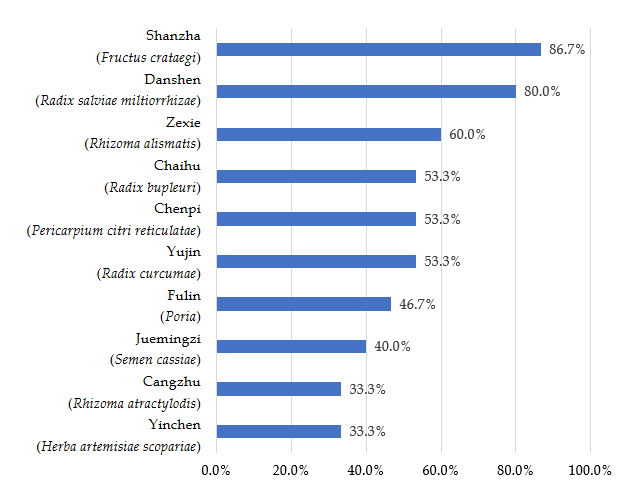 Shanzha
(Fructus crataegi)
86.7%
Danshen
(Radix salviae miltiorrhizae)
80.0%
Zexie
(Rhizoma alismatis)
60.0%
Chaihu
(Radix bupleuri)
53.3%
Chenpi
(Pericarpium citri reticulatae)
53.3%
Yujin
(Radix curcumae)
53.3%
Fulin
(Poria)
46.7%
Juemingzi
(Semen cassiae)
40.0%
Cangzhu
(Rhizoma atractylodis)
33.3%
Yinchen
(Herba artemisiae scopariae)
33.3%
0.0% 20.0% 40.0% 60.0% 80.0% 100.0%